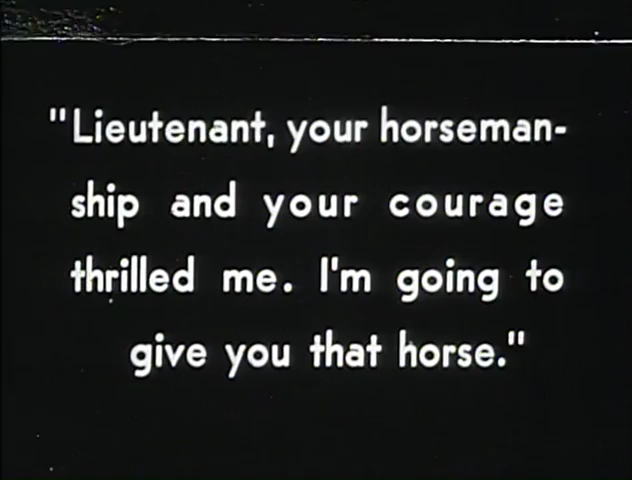 "Lieutenant, your horseman-
ship and your courage
thrilled me. I'm going to
give you that horse."